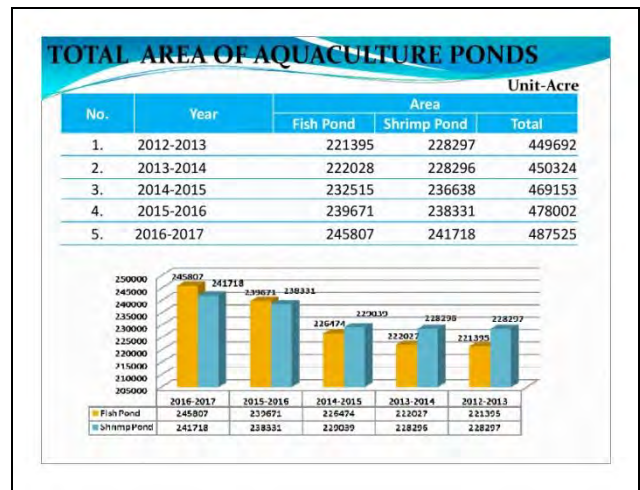 TOTAL AREA OF AQUACULTURE PONDS
Unit-Acre
No. Year Area
Fish Pond Shrimp Pond Total
1. 2012-2013 221395 228297 449692
2. 2013-2014 222028 228296 450324
3. 2014-2015 232515 236638 469153
4. 2015-2016 239671 238331 478002
5. 2016-2017 245807 241718 487525
250000
245000
240000
235000
230000
225000
220000
215000
210000
205000
245807 241718 239671 238331 226474 229039 222027 228296 221395 228297
2016-2017 2015-2016 2014-2015 2013-2014 2012-2013
Fish Pond 245807 239671 226474 222027 221395
Shrimp Pond 241718 238331 229039 228296 228297